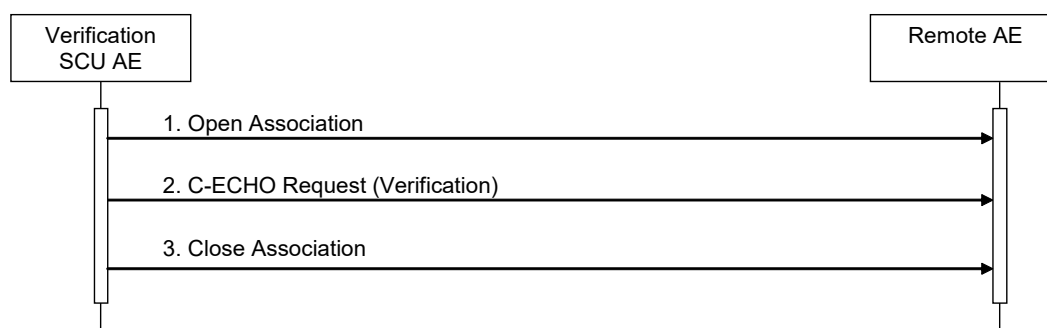 Verification
SCU AE
Remote AE
1. Open Association
2. C-ECHO Request (Verification)
3. Close Association